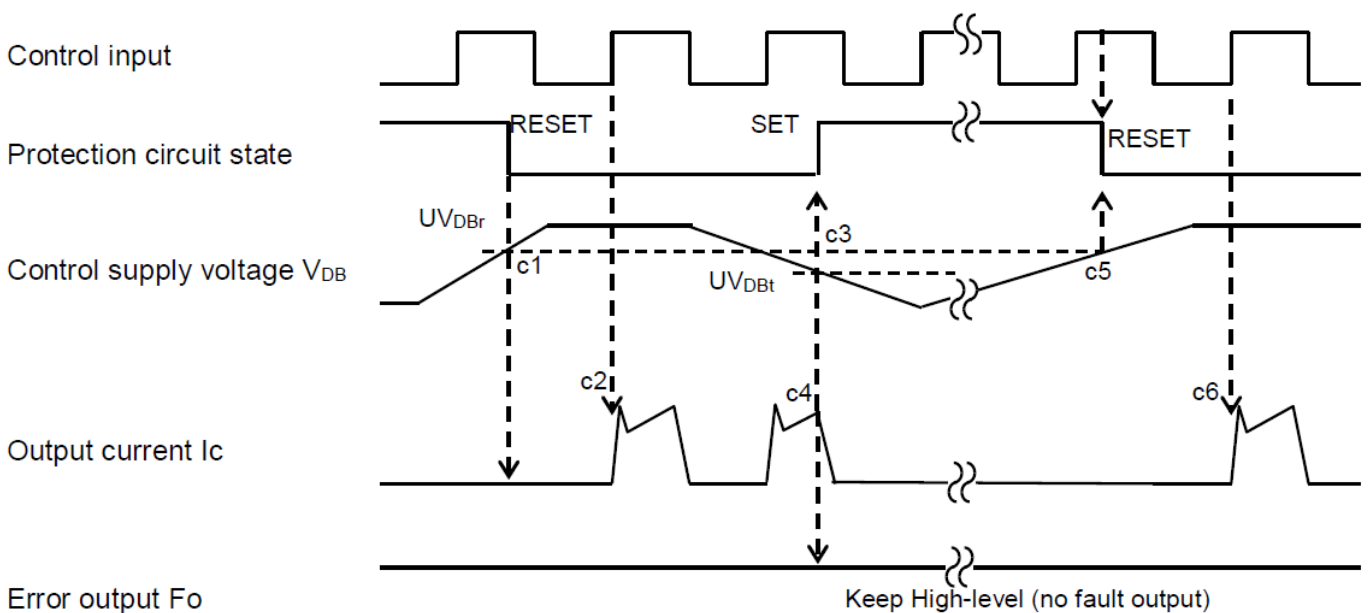 Control input
RESET
SET
Protection circuit state
RESET
UVDBr
c3
c1
Control supply voltage VDB
c5
UVDBt
c2
c4
c6
Output current Ic
Error output Fo
Keep High-level (no fault output)